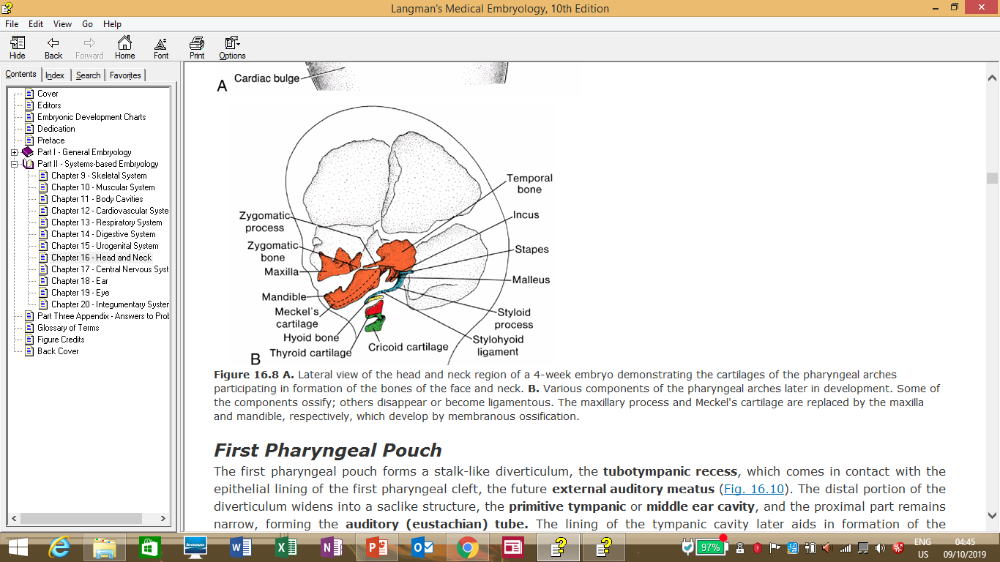 Langman's Medical Embryology, 10th Edition
File Edit View Go Help
Hide Back Forward Home Font Print Options
Contents Index Search Favorites
Cover
Editors
Embryonic Development Charts
Dedication
Preface
Part I - General Embryology
Part II - Systems-based Embryology
Chapter 9 - Skeletal System
Chapter 10 - Muscular System
Chapter 11 - Body Cavities
Chapter 12 - Cardiovascular Syste
Chapter 13 - Respiratory System
Chapter 14 - Digestive System
Chapter 15 - Urogenital System
Chapter 16 - Head and Neck
Chapter 17 - Central Nervous Syst
Chapter 18 - Ear
Chapter 19 - Eye
Chapter 20 - Integumentary System
Part Three Appendix - Answers to Prob
Glossary of Terms
Figure Credits
Back Cover
A
Cardiac bulge
Temporal
bone
Incus
Stapes
Malleus
Styloid
process
Stylohyoid
ligament
Zygomatic
process
Zygomatic
bone
Maxilla
Mandible
Meckel's
cartilage
Hyoid bone
Thyroid cartilage
Cricoid cartilage
B
Figure 16.8 A. Lateral view of the head and neck region of a 4-week embryo demonstrating the cartilages of the pharyngeal arches
participating in formation of the bones of the face and neck. B. Various components of the pharyngeal arches later in development. Some of
the components ossify; others disappear or become ligamentous. The maxillary process and Meckel's cartilage are replaced by the maxilla
and mandible, respectively, which develop by membranous ossification.
First Pharyngeal Pouch
The first pharyngeal pouch forms a stalk-like diverticulum, the tubotympanic recess, which comes in contact with the
epithelial lining of the first pharyngeal cleft, the future external auditory meatus (Fig. 16.10). The distal portion of the
diverticulum widens into a saclike structure, the primitive tympanic or middle ear cavity, and the proximal part remains
narrow, forming the auditory (eustachian) tube. The lining of the tympanic cavity later aids in formation of the
lenovo
97%
ENG
US
04:45
09/10/2019